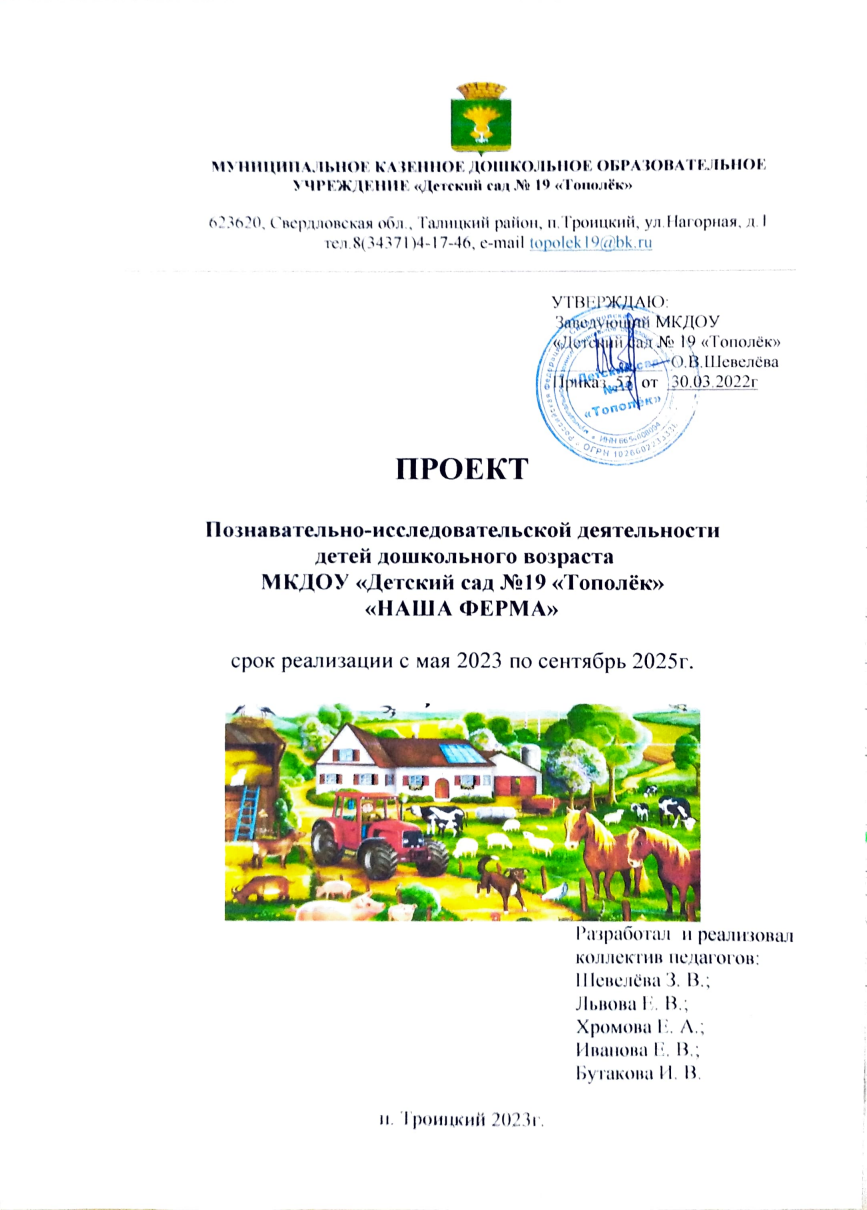 МУНИЦИПАЛЬНОЕ КАЗЕННОЕ ДОШКОЛЬНОЕ ОБРАЗОВАТЕЛЬНОЕ
УЧРЕЖДЕНИЕ «Детский сад № 19 «Тополёк»
623620, Свердловская обл., Талицкий район, п.Троицкий, ул.Нагорная, д.1
тел.8(34371)4-17-46, e-mail topolek19@bk.ru
УТВЕРЖДАЮ:
Заведующий МКДОУ
«Детский сад № 19 «Тополёк»
О.В.Шевелёва
Приказ 53 от 30.03.2022г
Детский сад
№19
«Тополёк»
ПРОЕКТ
Познавательно-исследовательской деятельности
детей дошкольного возраста
МКДОУ «Детский сад №19 «Тополёк»
«НАША ФЕРМА»
срок реализации с мая 2023 по сентябрь 2025г.
Разработал и реализовал
коллектив педагогов:
Шевелёва З. В.;
Львова Е. В.;
Хромова Е. А.;
Иванова Е. В.;
Бутакова И. В.
п. Троицкий 2023г.